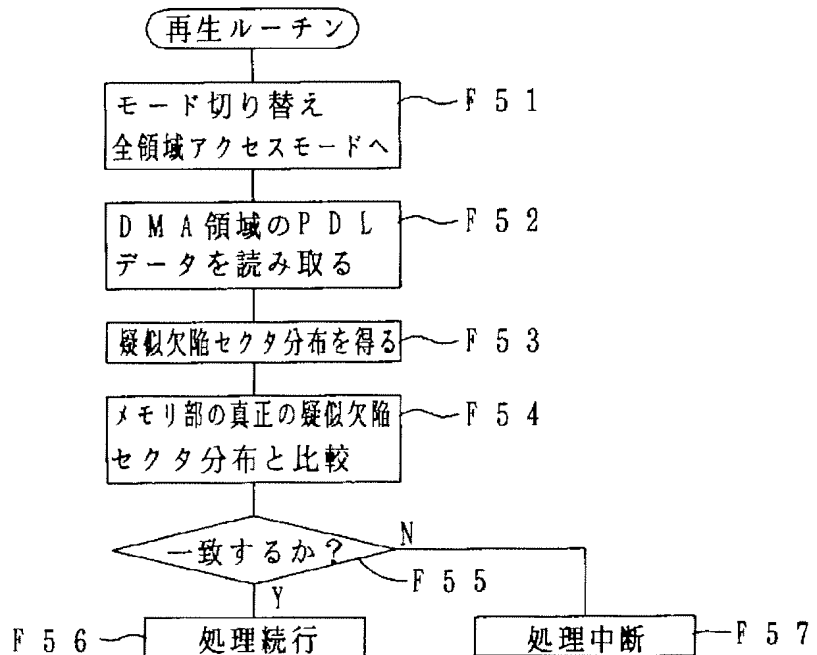 再生ルーチン
モード切り替え
全領域アクセスモードへ
F51
DMA領域のPDL
データを読み取る
F52
疑似欠陥セクタ分布を得る
F53
メモリ部の真正の疑似欠陥
セクタ分布と比較
F54
一致するか?
N
F55
Y
F56
処理続行
処理中断
F57